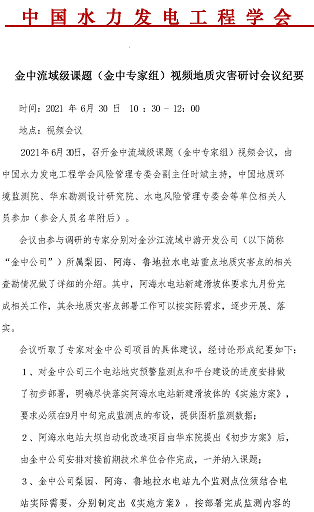 中国水力发电工程学会
金中流域级课题（金中专家组）视频地质灾害研讨会议纪要
时间：2021 年 6月 30 日 10 :30-12: 00
地点：视频会议
2021年6月30日，召开金中流域级课题（金中专家组）视频会议，由
中国水力发电工程学会风险管理专委会副主任时斌主持，中国地质环
境监测院、华东勘测设计研究院、水电风险管理专委会等单位相关人
员参加（参会人员名单附后）。
会议由参与调研的专家分别对金沙江流域中游开发公司（以下简称
“金中公司”）所属梨园、阿海、鲁地拉水电站重点地质灾害点的相关
查勘情况做了详细的介绍。其中，阿海水电站新建滑坡体要求九月份完
成相关工作，其余地质灾害点部署工作可以按实际需求，逐步开展、落
实。
会议听取了专家对金中公司项目的具体建议，经讨论形成纪要如下：
1、对金中公司三个电站地灾预警监测点和平台建设的进度安排做
了初步部署，明确尽快落实阿海水电站新建滑坡体的《实施方案》，
要求必须在9月中旬完成监测点的布设，提供图析监测数据；
2、阿海水电站大坝自动化改造项目由华东院提出《初步方案》后，
由金中公司安排对接前期技术单位合作完成，一并纳入课题；
3、金中公司梨园、阿海、鲁地拉水电站九个监测点位须结合电
站实际需要，分别制定出《实施方案》，按部署完成监测内容的